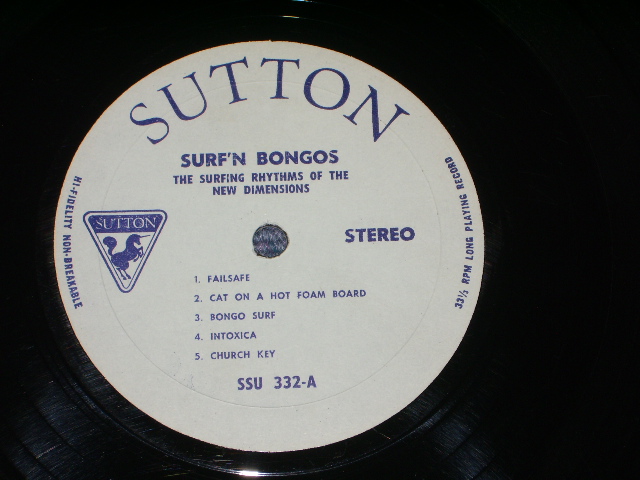 SUTTON
SURF'N BONGOS
THE SURFING RHYTHMS OF THE
NEW DIMENSIONS
HI-FIDELITY NON-BREAKABLE
SUTTON
STEREO
33⅓ RPM LONG PLAYING RECORD
1. FAILSAFE
2. CAT ON A HOT FOAM BOARD
3. BONGO SURF
4. INTOXICA
5. CHURCH KEY
SSU 332-A